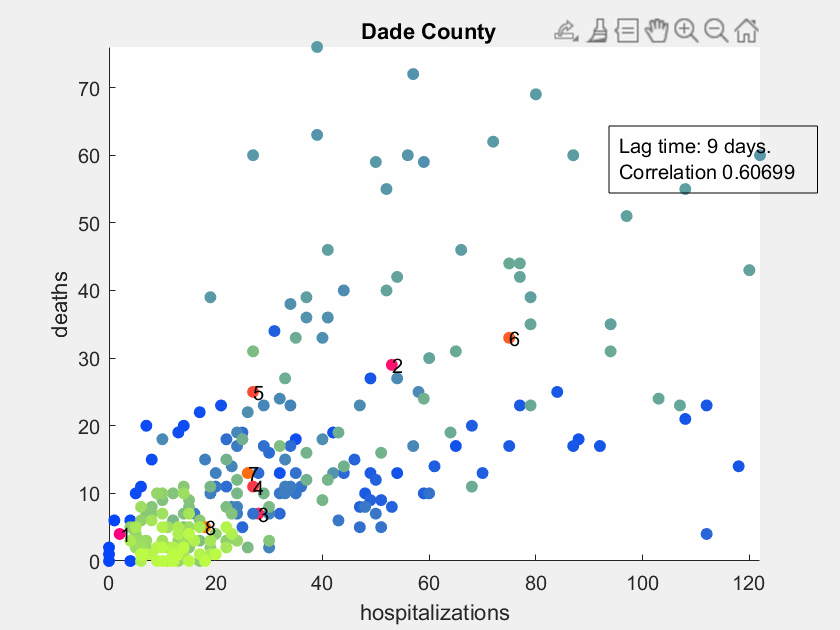 Dade County
Lag time: 9 days.
Correlation 0.60699
deaths
70
60
50
40
30
20
10
0
6
2
5
7
4
3
8
1
0 20 40 60 80 100 120
hospitalizations